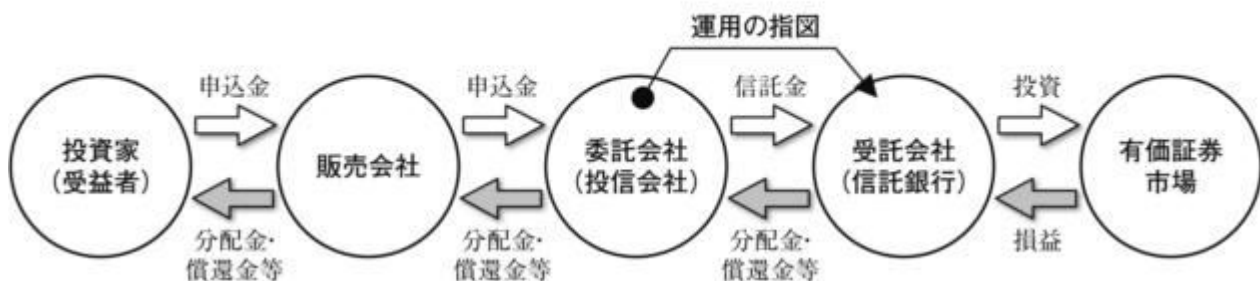 運用の指図
申込金
申込金
信託金
投資
投資家
（受益者）
販売会社
委託会社
（投信会社）
受託会社
（信託銀行）
有価証券
市場
分配金・
償還金等
分配金・
償還金等
分配金・
償還金等
損益